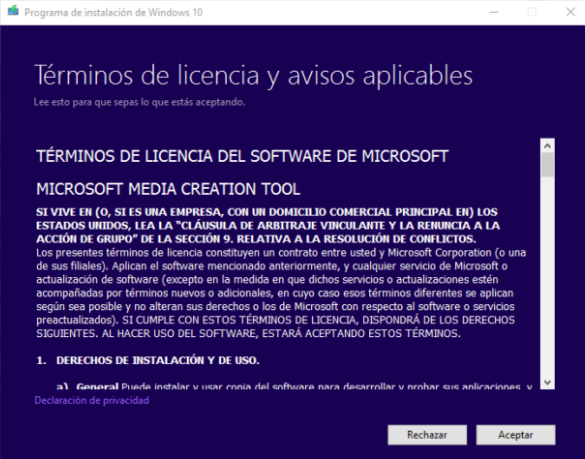 Programa de instalación de Windows 10
Términos de licencia y avisos aplicables
Lee esto para que sepas lo que estás aceptando.
TÉRMINOS DE LICENCIA DEL SOFTWARE DE MICROSOFT
MICROSOFT MEDIA CREATION TOOL
SI VIVE EN (O, SI ES UNA EMPRESA, CON UN DOMICILIO COMERCIAL PRINCIPAL EN) LOS
ESTADOS UNIDOS, LEA LA “CLÁUSULA DE ARBITRAJE VINCULANTE Y LA RENUNCIA A LA
ACCIÓN DE GRUPO” DE LA SECCIÓN 9. RELATIVA A LA RESOLUCIÓN DE CONFLICTOS.
Los presentes términos de licencia constituyen un contrato entre usted y Microsoft Corporation (o una
de sus filiales). Aplican el software mencionado anteriormente, y cualquier servicio de Microsoft o
actualización de software (excepto en la medida en que dichos servicios o actualizaciones estén
acompañadas por términos nuevos o adicionales, en cuyo caso esos términos diferentes se aplican
según sea posible y no alteran sus derechos o los de Microsoft con respecto al software o servicios
preactualizados). SI CUMPLE CON ESTOS TÉRMINOS DE LICENCIA, DISPONDRÁ DE LOS DERECHOS
SIGUIENTES. AL HACER USO DEL SOFTWARE, ESTARÁ ACEPTANDO ESTOS TÉRMINOS.
1. DERECHOS DE INSTALACIÓN Y DE USO.
a) General Puede instalar y usar copia del software para desarrollar y probar sus aplicaciones, y
Declaración de privacidad
Rechazar Aceptar